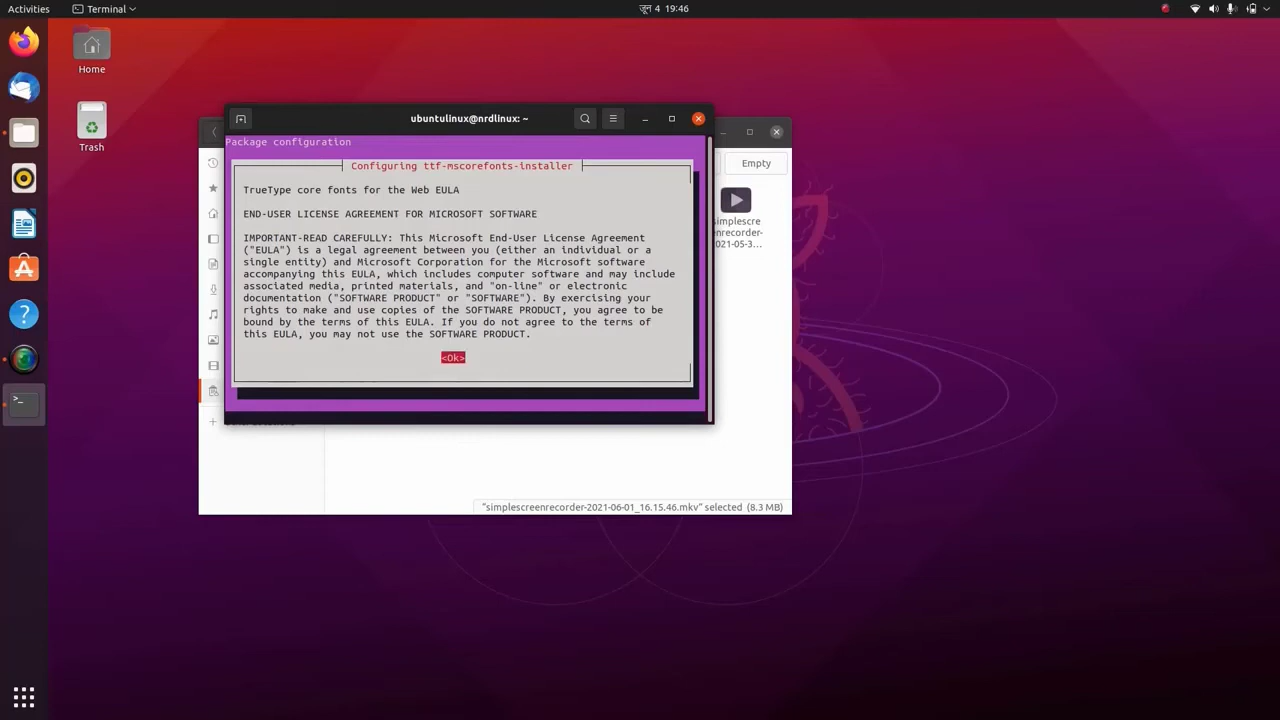 Activities
Terminal
जून 4 19:46
Home
Trash
ubuntulinux@nrdlinux: ~
Package configuration
Configuring ttf-mscorefonts-installer
TrueType core fonts for the Web EULA
END-USER LICENSE AGREEMENT FOR MICROSOFT SOFTWARE
IMPORTANT-READ CAREFULLY: This Microsoft End-User License Agreement
("EULA") is a legal agreement between you (either an individual or a
single entity) and Microsoft Corporation for the Microsoft software
accompanying this EULA, which includes computer software and may include
associated media, printed materials, and "on-line" or electronic
documentation ("SOFTWARE PRODUCT" or "SOFTWARE"). By exercising your
rights to make and use copies of the SOFTWARE PRODUCT, you agree to be
bound by the terms of this EULA. If you do not agree to the terms of
this EULA, you may not use the SOFTWARE PRODUCT.
<Ok>
Empty
simplescre
enrecorder-
2021-05-3...
"simplescreenrecorder-2021-06-01_16.15.46.mkv" selected (8.3 MB)